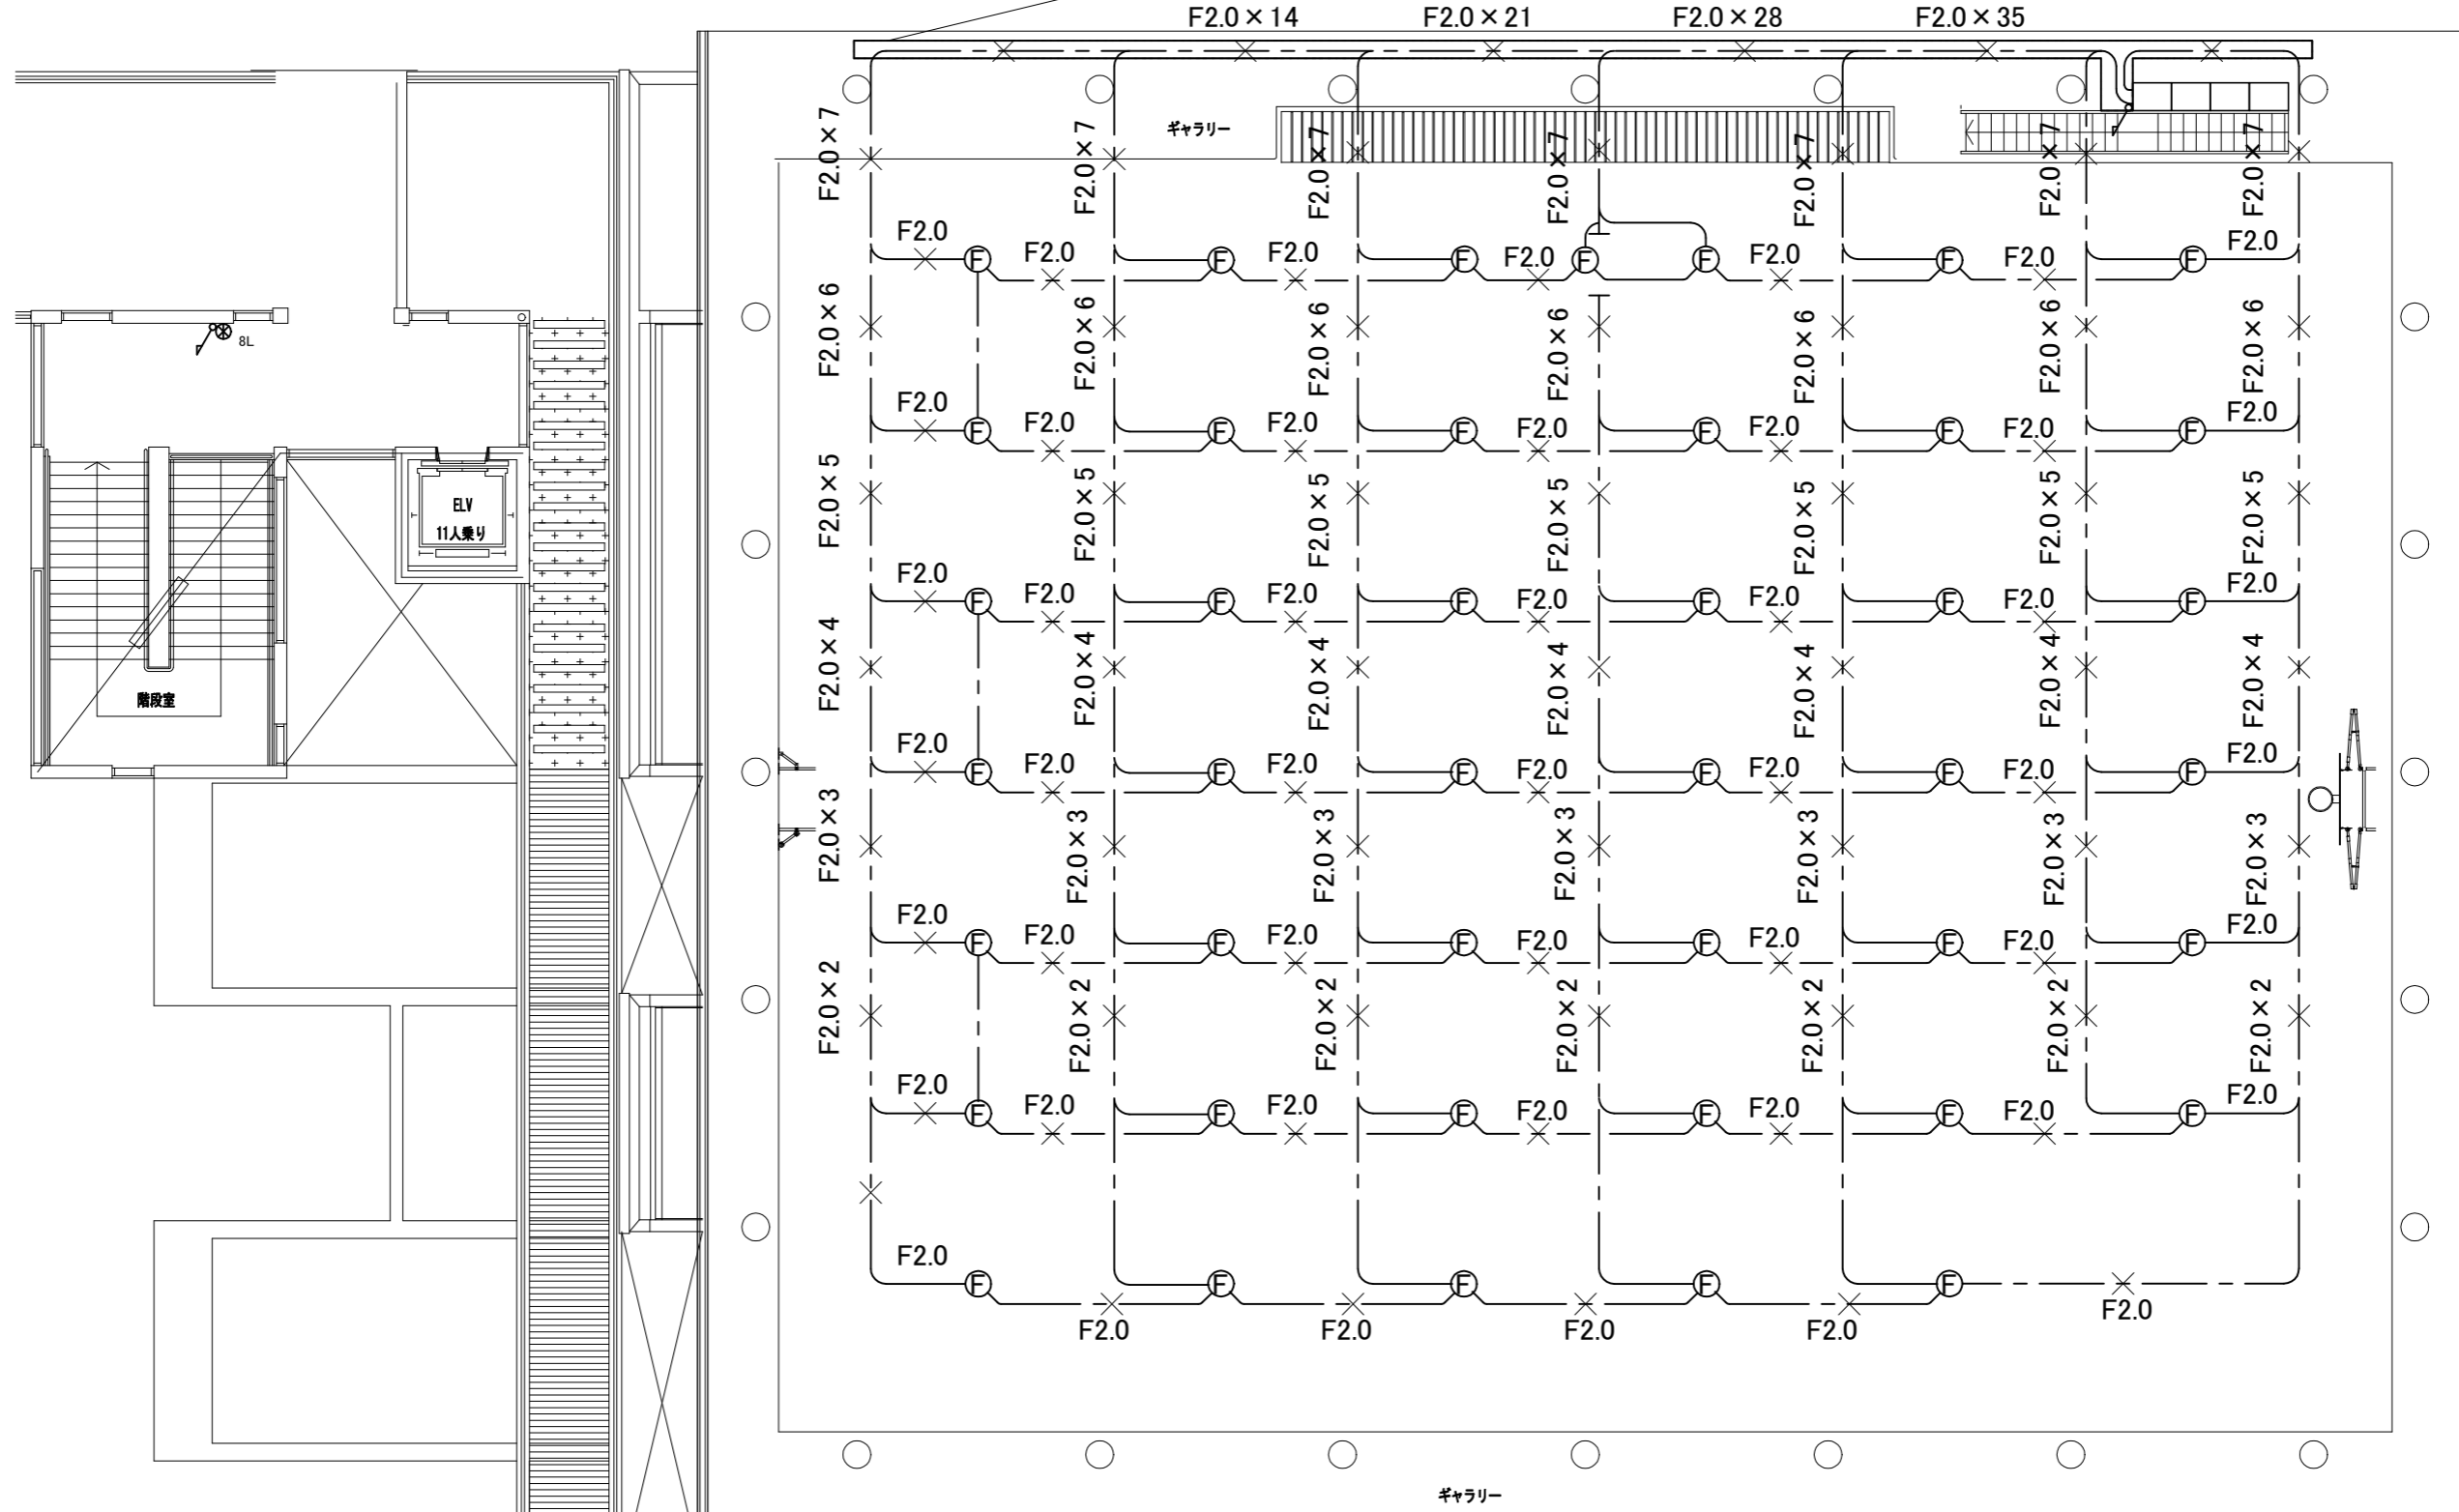 F2.0×14 F2.0×21 F2.0×28 F2.0×35
ギャラリー
F2.0×7 F2.0×7 F2.0×7 F2.0×7 F2.0×7 F2.0×7 F2.0×7
F2.0 F2.0 F2.0 F2.0 F2.0 F2.0 F2.0
F F F F F F F
F2.0×6 F2.0×6 F2.0×6 F2.0×6 F2.0×6 F2.0×6 F2.0×6
8L
F2.0 F2.0 F2.0 F2.0 F2.0 F2.0 F2.0
F F F F F F
F2.0×5 F2.0×5 F2.0×5 F2.0×5 F2.0×5 F2.0×5 F2.0×5
ELV
11人乗り
F2.0 F2.0 F2.0 F2.0 F2.0 F2.0 F2.0
F F F F F F
F2.0×4 F2.0×4 F2.0×4 F2.0×4 F2.0×4 F2.0×4 F2.0×4
階段室
F2.0 F2.0 F2.0 F2.0 F2.0 F2.0 F2.0
F F F F F F
F2.0×3 F2.0×3 F2.0×3 F2.0×3 F2.0×3 F2.0×3 F2.0×3
F2.0 F2.0 F2.0 F2.0 F2.0 F2.0 F2.0
F F F F F F
F2.0×2 F2.0×2 F2.0×2 F2.0×2 F2.0×2 F2.0×2 F2.0×2
F2.0 F2.0 F2.0 F2.0 F2.0 F2.0 F2.0
F F F F F F
F2.0
F F F F F
F2.0 F2.0 F2.0 F2.0 F2.0
ギャラリー